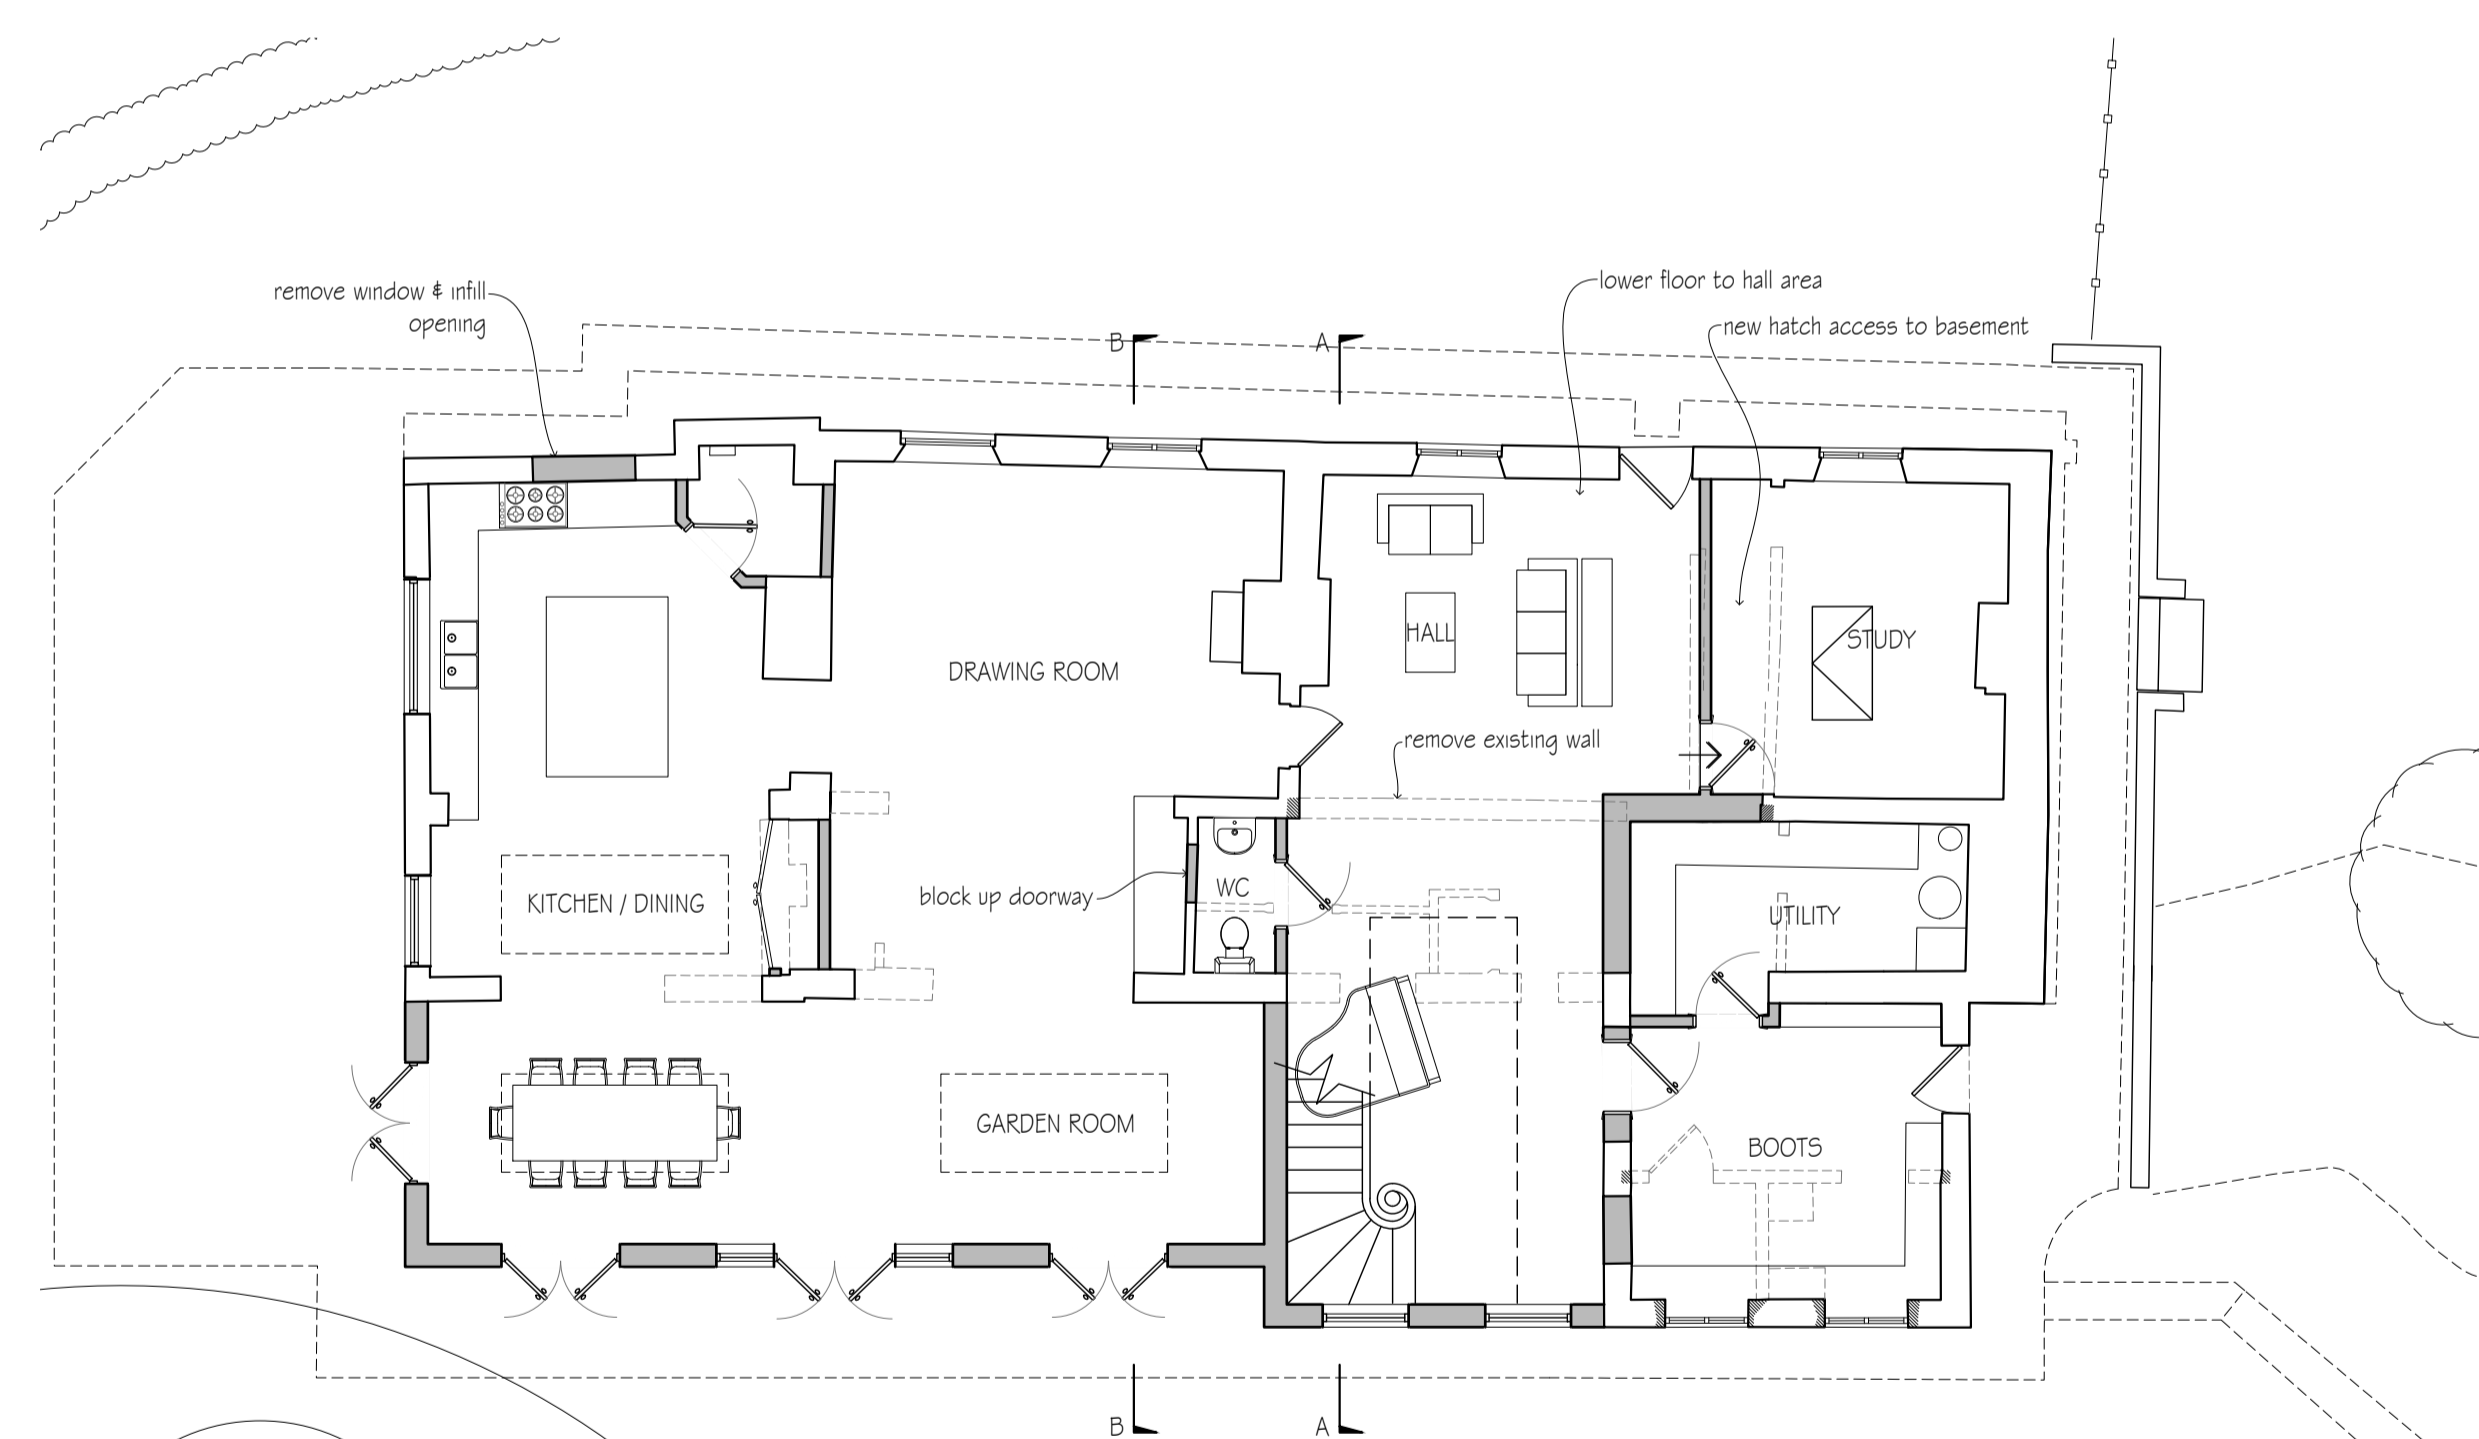 remove window & infill
opening
lower floor to hall area
new hatch access to basement
B
A
HALL
STUDY
DRAWING ROOM
remove existing wall
block up doorway
WC
KITCHEN / DINING
UTILITY
GARDEN ROOM
BOOTS
B
A